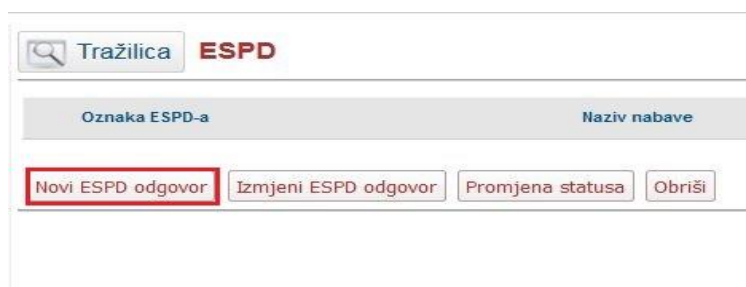 Tražilica ESPD
Oznaka ESPD-a Naziv nabave
Novi ESPD odgovor Izmjeni ESPD odgovor Promjena statusa Obriši